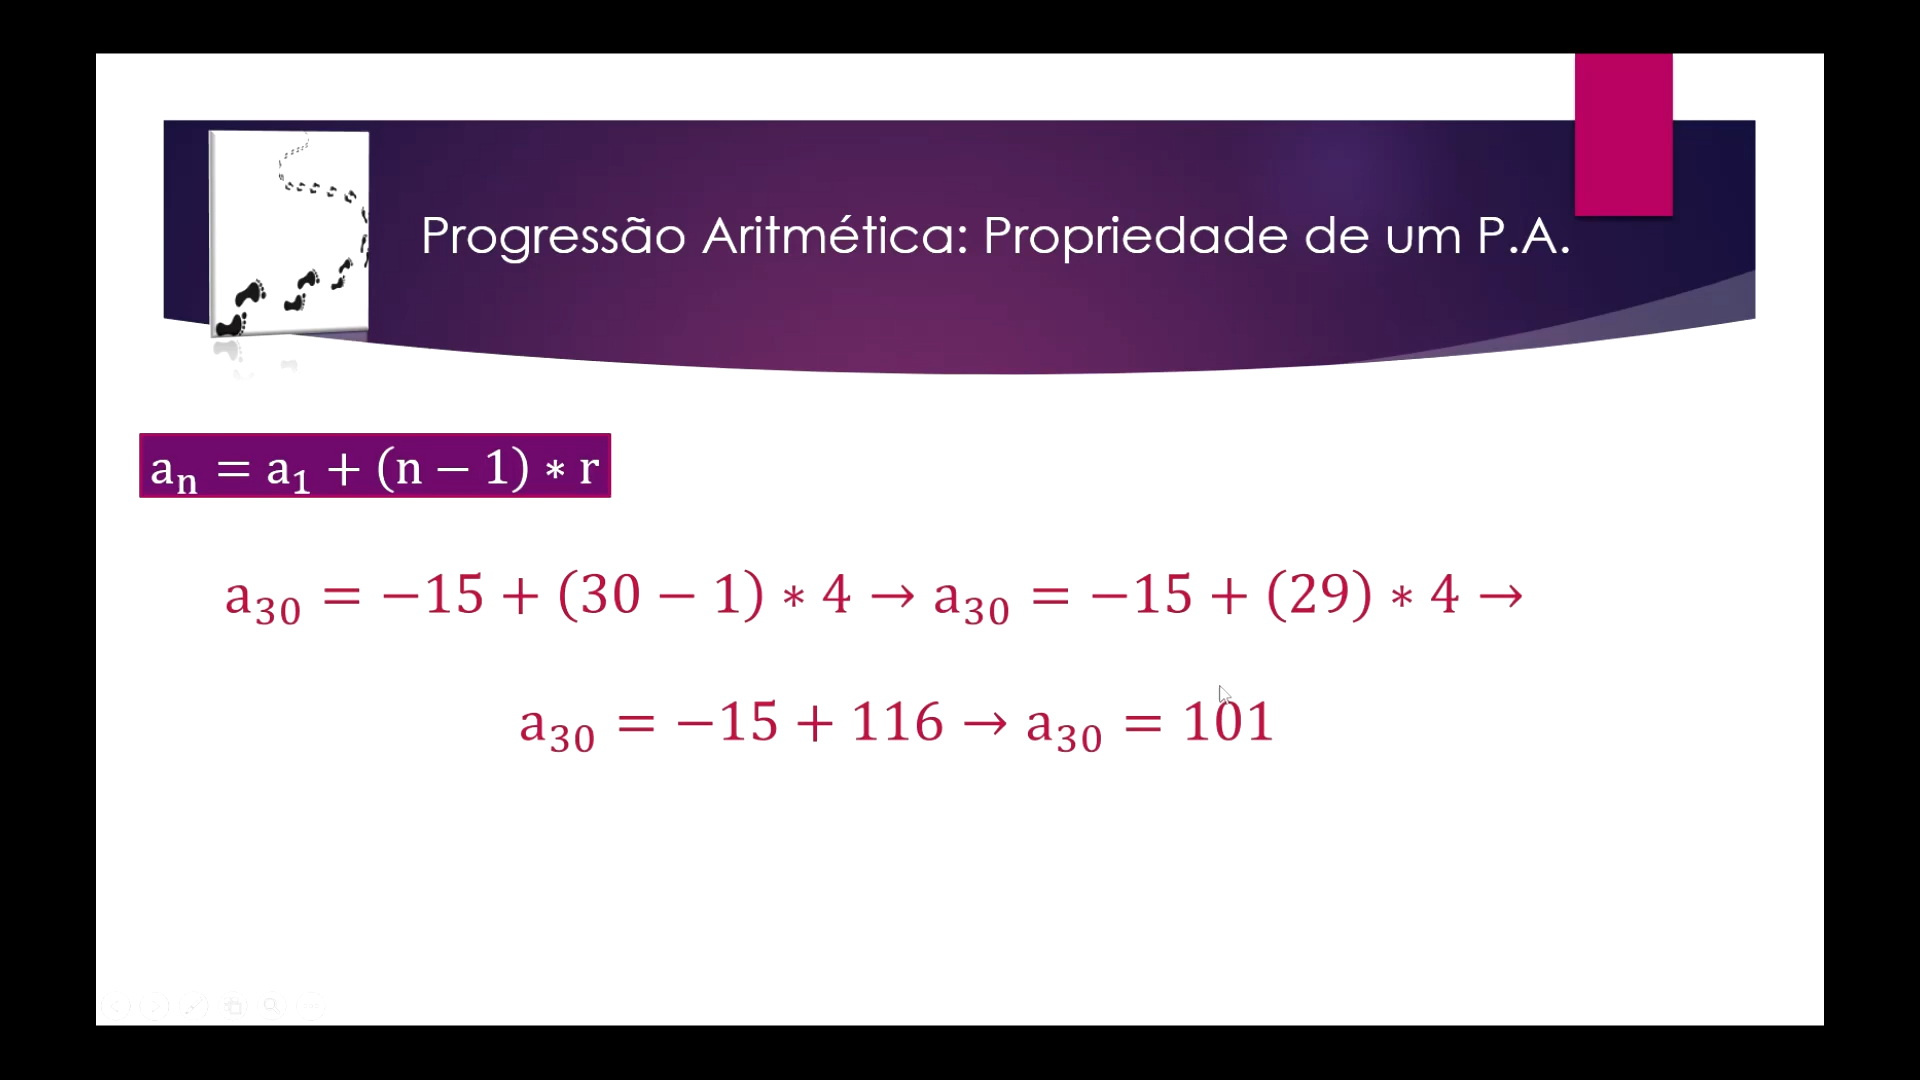 Progressão Aritmética: Propriedade de um P.A.
aₙ = a₁ + (n − 1) ∗ r
a₃₀ = −15 + (30 − 1) ∗ 4 → a₃₀ = −15 + (29) ∗ 4 →
a₃₀ = −15 + 116 → a₃₀ = 101